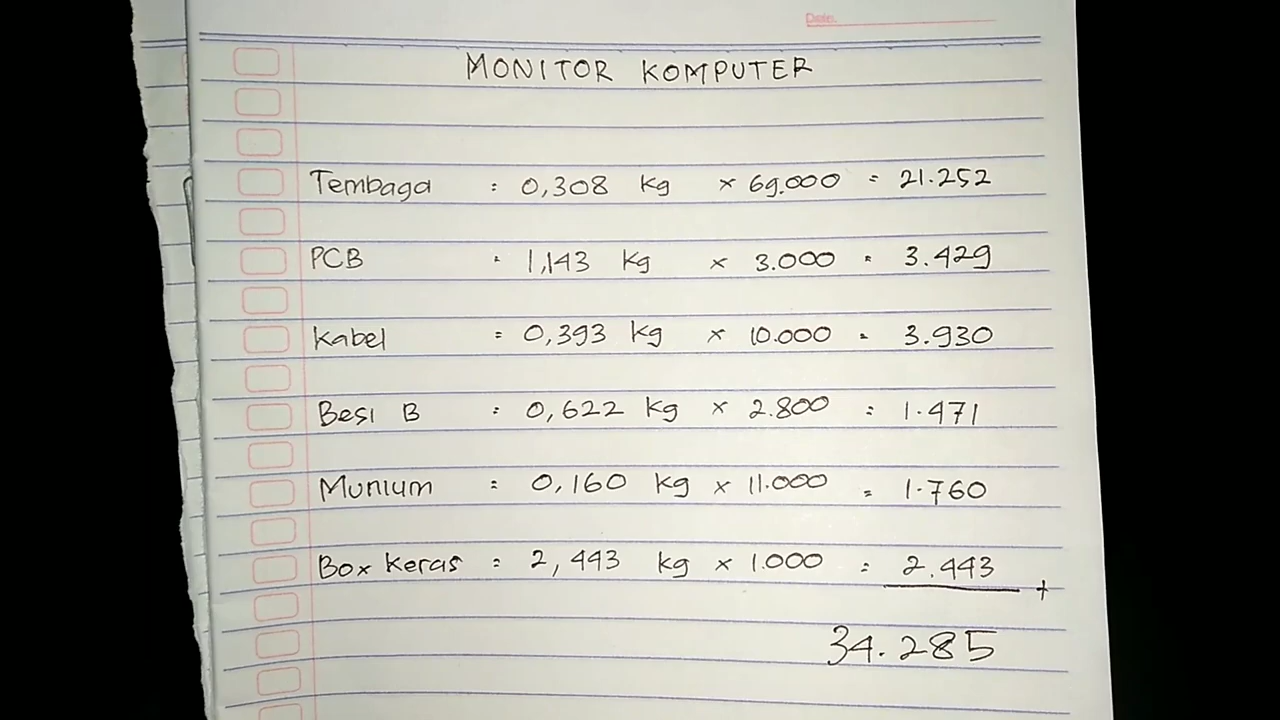 Date.
MONITOR KOMPUTER
Tembaga : 0,308 kg × 69.000 = 21.252
PCB : 1,143 kg × 3.000 = 3.429
Kabel : 0,393 kg × 10.000 = 3.930
Besi B : 0,622 kg × 2.800 = 1.471
Munium : 0,160 kg × 11.000 = 1.760
Box keras : 2,443 kg × 1.000 = 2.443 +
34.285